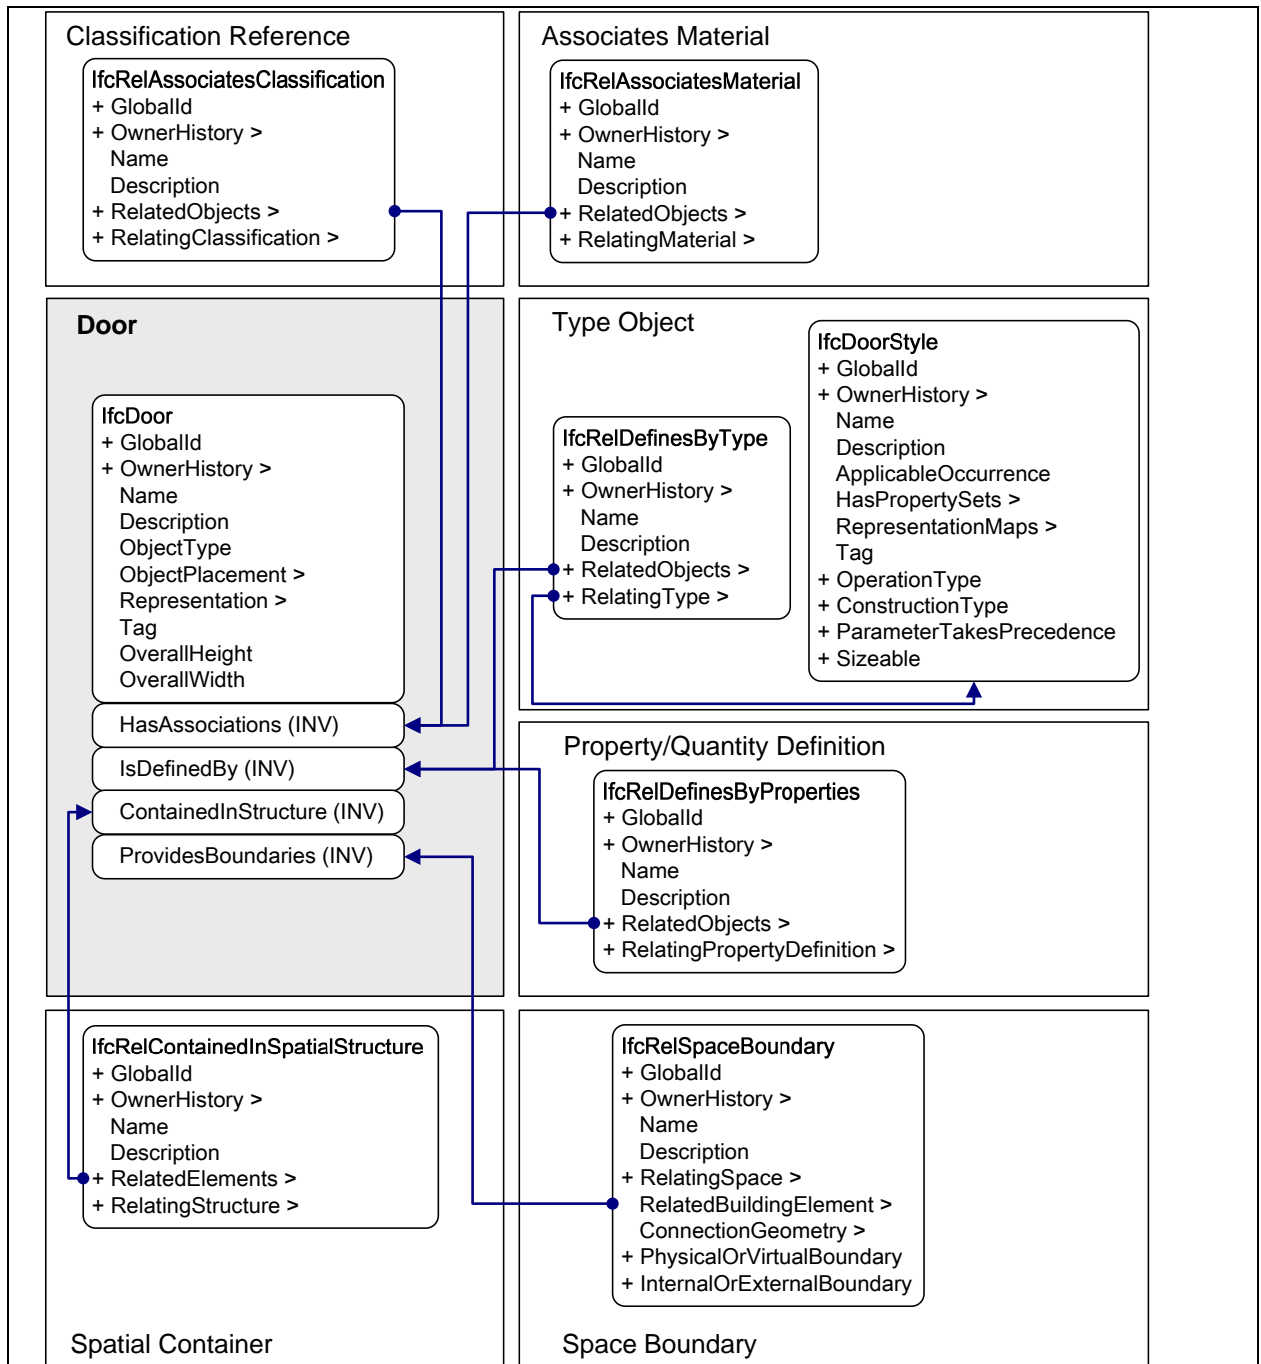 Classification Reference
IfcRelAssociatesClassification
+ GlobalId
+ OwnerHistory >
Name
Description
+ RelatedObjects >
+ RelatingClassification >
Associates Material
IfcRelAssociatesMaterial
+ GlobalId
+ OwnerHistory >
Name
Description
+ RelatedObjects >
+ RelatingMaterial >
Door
IfcDoor
+ GlobalId
+ OwnerHistory >
Name
Description
ObjectType
ObjectPlacement >
Representation >
Tag
OverallHeight
OverallWidth
HasAssociations (INV)
IsDefinedBy (INV)
ContainedInStructure (INV)
ProvidesBoundaries (INV)
Type Object
IfcRelDefinesByType
+ GlobalId
+ OwnerHistory >
Name
Description
+ RelatedObjects >
+ RelatingType >
IfcDoorStyle
+ GlobalId
+ OwnerHistory >
Name
Description
ApplicableOccurrence
HasPropertySets >
RepresentationMaps >
Tag
+ OperationType
+ ConstructionType
+ ParameterTakesPrecedence
+ Sizeable
Property/Quantity Definition
IfcRelDefinesByProperties
+ GlobalId
+ OwnerHistory >
Name
Description
+ RelatedObjects >
+ RelatingPropertyDefinition >
IfcRelContainedInSpatialStructure
+ GlobalId
+ OwnerHistory >
Name
Description
+ RelatedElements >
+ RelatingStructure >
Spatial Container
IfcRelSpaceBoundary
+ GlobalId
+ OwnerHistory >
Name
Description
+ RelatingSpace >
RelatedBuildingElement >
ConnectionGeometry >
+ PhysicalOrVirtualBoundary
+ InternalOrExternalBoundary
Space Boundary